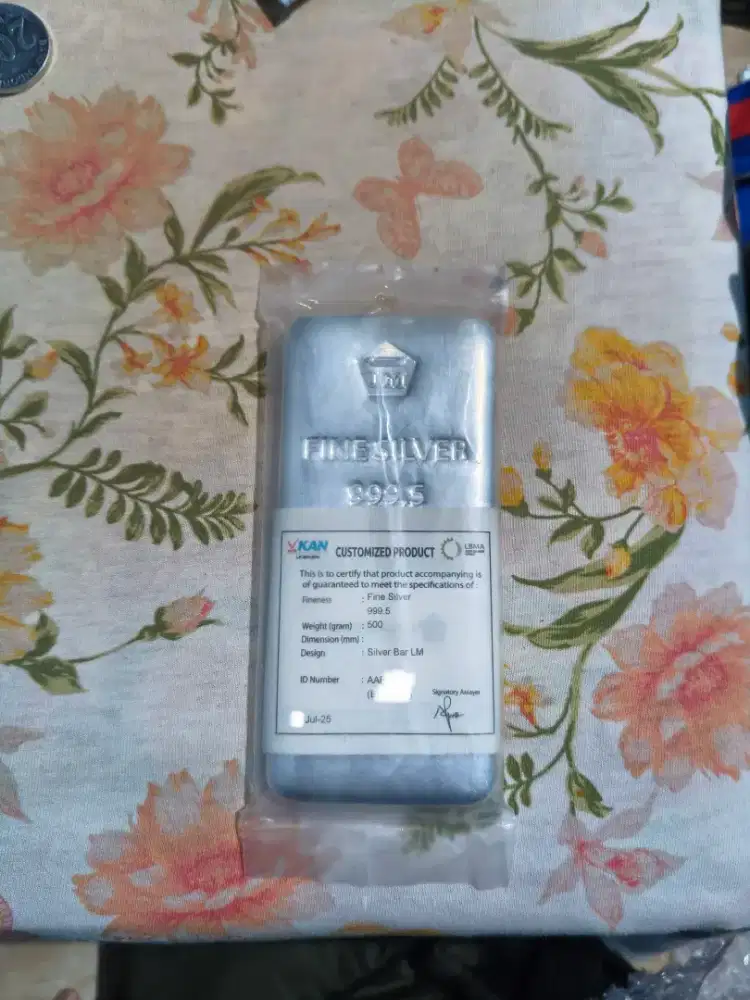 20
LM
FINE SILVER
999.5
KAN
CUSTOMIZED PRODUCT
LBMA
This is to certify that product accompanying is
of guaranteed to meet the specifications of :
Fineness : Fine Silver
999.5
Weight (gram) : 500
Dimension (mm) :
Design : Silver Bar LM
ID Number :
Signatory Assayer
Jul-25